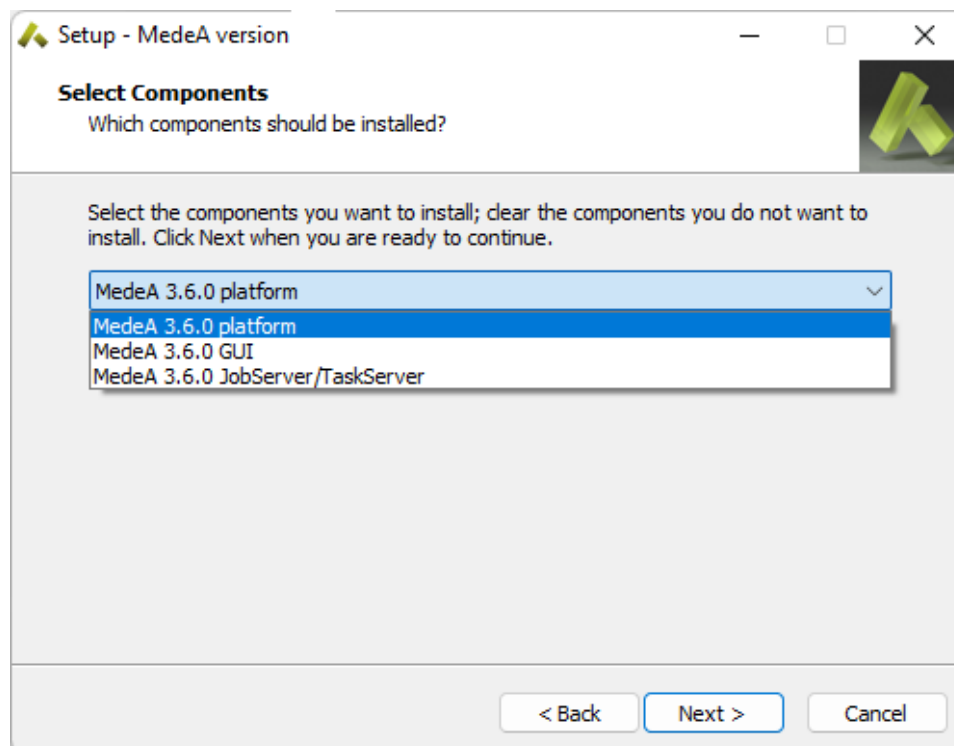 Setup - MedeA version
Select Components
Which components should be installed?
Select the components you want to install; clear the components you do not want to
install. Click Next when you are ready to continue.
MedeA 3.6.0 platform
MedeA 3.6.0 platform
MedeA 3.6.0 GUI
MedeA 3.6.0 JobServer/TaskServer
< Back
Next >
Cancel